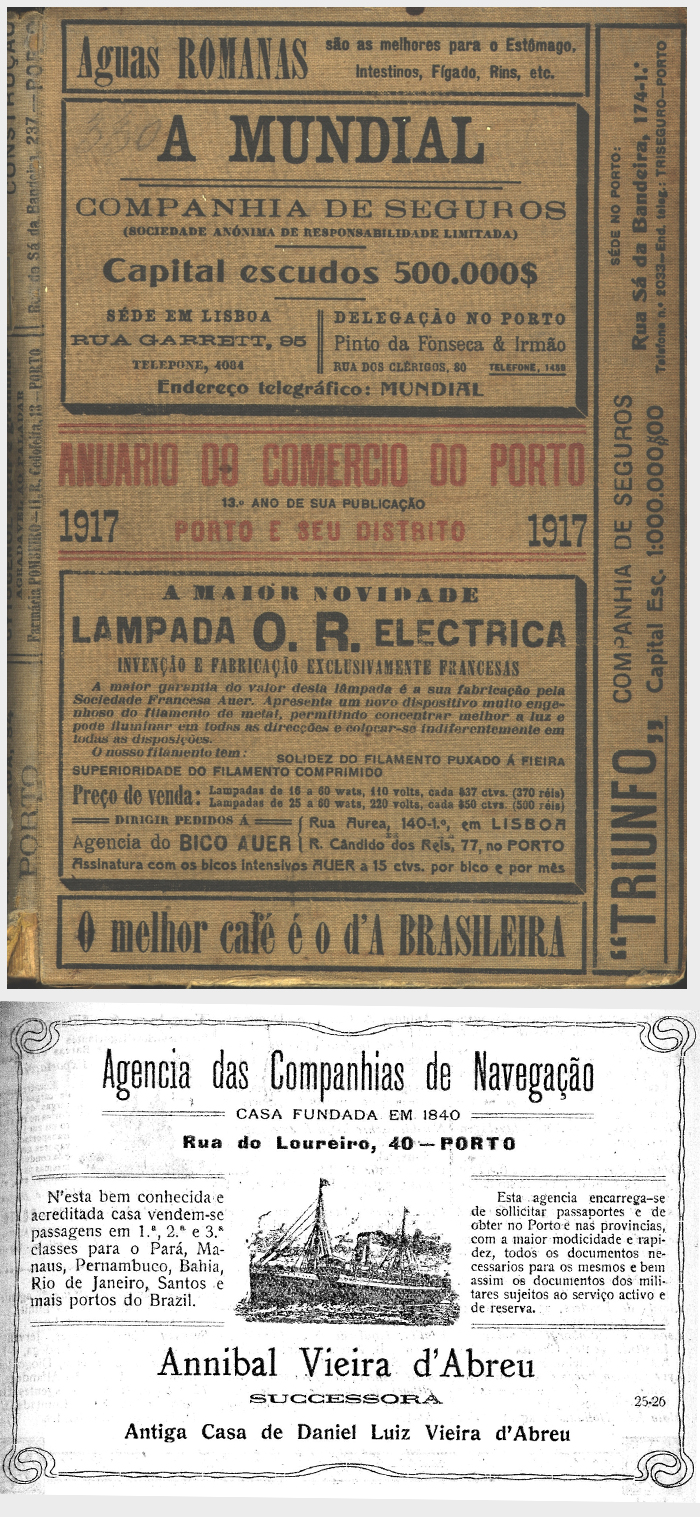 Aguas ROMANAS
são as melhores para o Estômago,
Intestinos, Fígado, Rins, etc.
A MUNDIAL
COMPANHIA DE SEGUROS
(SOCIEDADE ANÓNIMA DE RESPONSABILIDADE LIMITADA)
Capital escudos 500.000$
SÉDE EM LISBOA
RUA GARRETT, 95
TELEPONE, 4084
DELEGAÇÃO NO PORTO
Pinto da Fonseca & Irmão
RUA DOS CLÉRIGOS, 80 TELEFONE, 1459
Endereço telegráfico: MUNDIAL
ANUARIO DO COMERCIO DO PORTO
13.º ANO DE SUA PUBLICAÇÃO
1917 PORTO E SEU DISTRITO 1917
A MAIOR NOVIDADE
LAMPADA O. R. ELECTRICA
INVENÇÃO E FABRICAÇÃO EXCLUSIVAMENTE FRANCESAS
A maior garantia do valor desta lâmpada é a sua fabricação pela
Sociedade Francesa Auer. Apresenta um novo dispositivo muito enge-
nhoso do filamento de metal, permitindo concentrar melhor a luz e
pode iluminar em todas as direcções e colocar-se indiferentemente em
todas as disposições.
O nosso filamento tem:
SOLIDEZ DO FILAMENTO PUXADO Á FIEIRA
SUPERIORIDADE DO FILAMENTO COMPRIMIDO
Preço de venda: Lampadas de 16 a 60 wats, 110 volts, cada $37 ctvs. (370 réis)
Lampadas de 25 a 60 wats, 220 volts, cada $50 ctvs. (500 réis)
DIRIGIR PEDIDOS Á
Agencia do BICO AUER
Rua Aurea, 140-1.º, em LISBOA
R. Cândido dos Reis, 77, no PORTO
Assinatura com os bicos intensivos AUER a 15 ctvs. por bico e por mês
O melhor café é o d'A BRASILEIRA
"TRIUNFO"
COMPANHIA DE SEGUROS
Capital Esc. 1:000.000$00
SÉDE NO PORTO:
Rua Sá da Bandeira, 174-1.º
Telefone n.º 2033—End. teleg.: TRISEGURO—PORTO
CONSTRUÇÃO
Rua de Sá da Bandeira, 237—PORTO
AGRADAVEL AO PALADAR
PORTO
Agencia das Companhias de Navegação
CASA FUNDADA EM 1840
Rua do Loureiro, 40—PORTO
N'esta bem conhecida e
acreditada casa vendem-se
passagens em 1.ª, 2.ª e 3.ª
classes para o Pará, Ma-
naus, Pernambuco, Bahia,
Rio de Janeiro, Santos e
mais portos do Brazil.
Esta agencia encarrega-se
de sollicitar passaportes e de
obter no Porto e nas provincias,
com a maior modicidade e rapi-
dez, todos os documentos ne-
cessarios para os mesmos e bem
assim os documentos dos mili-
tares sujeitos ao serviço activo e
de reserva.
Annibal Vieira d'Abreu
SUCCESSORA
25-26
Antiga Casa de Daniel Luiz Vieira d'Abreu